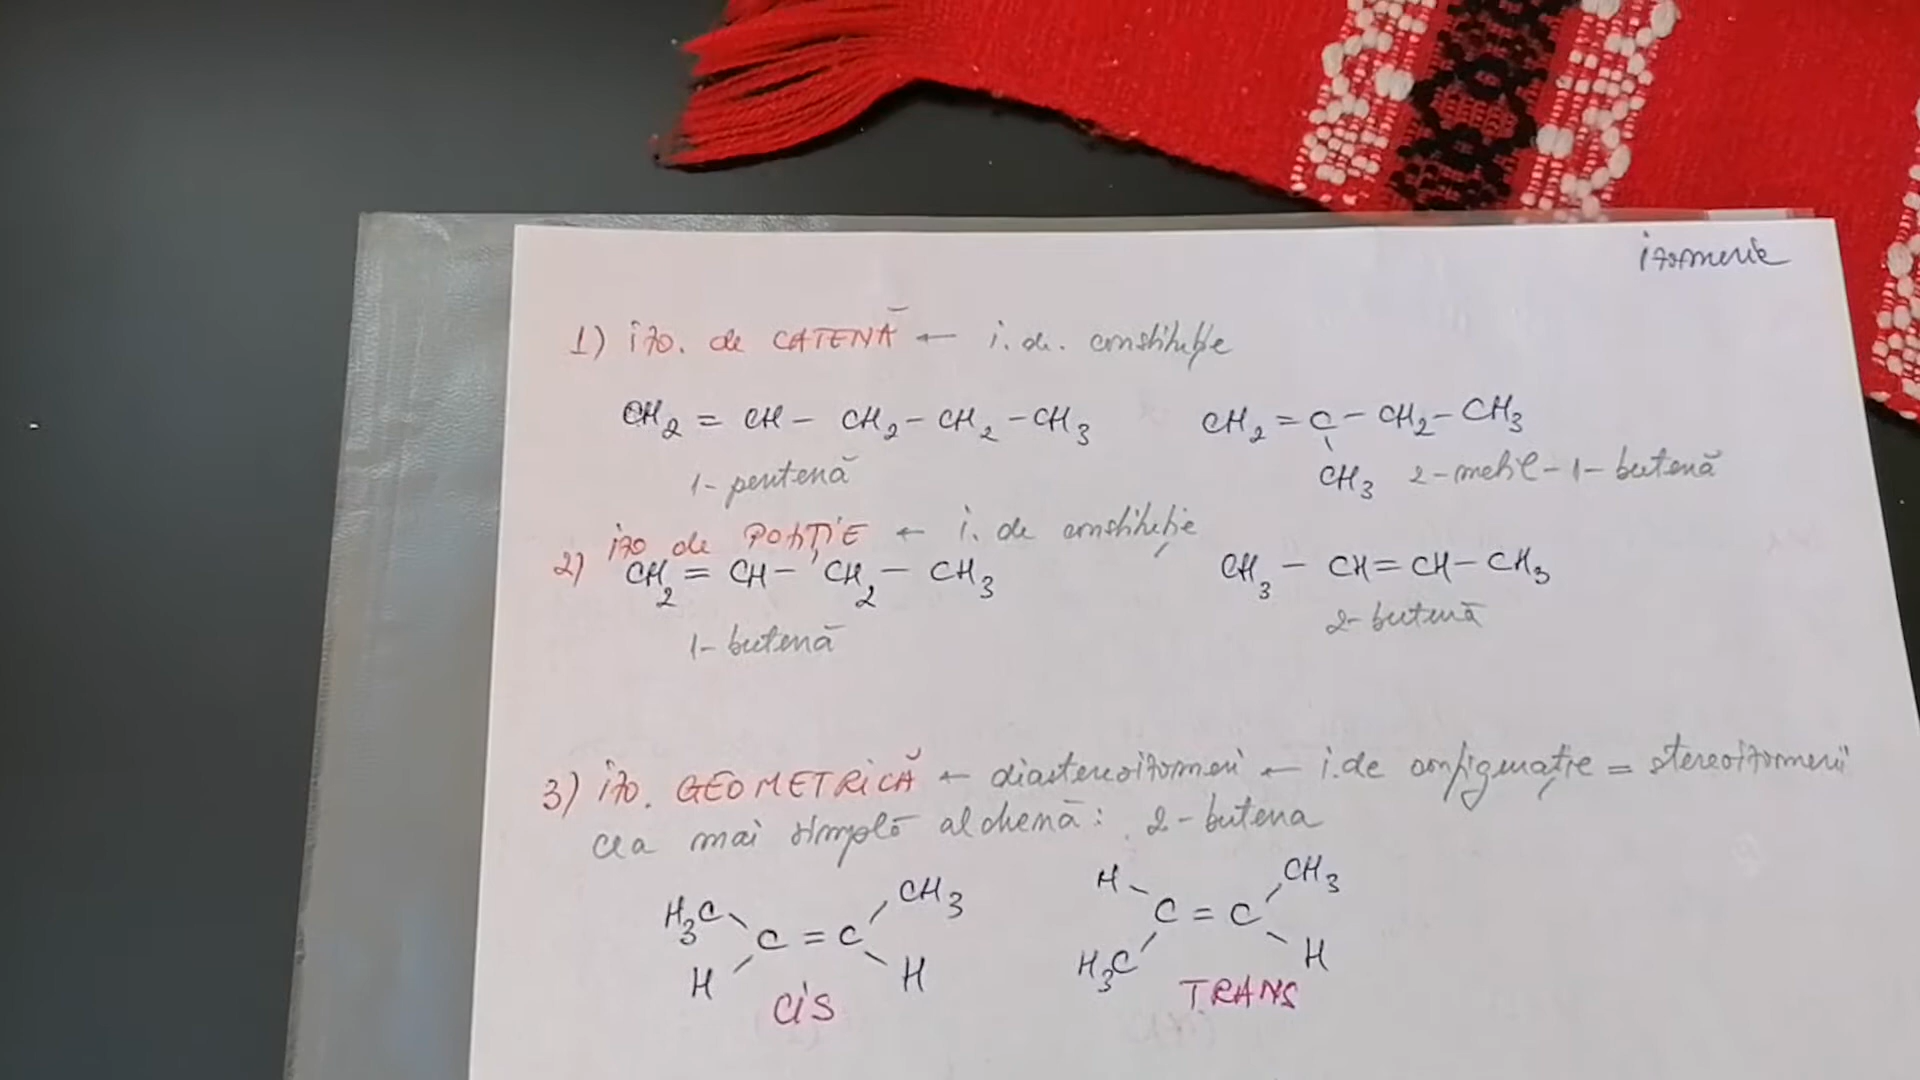 izomerie
1) izo. de CATENĂ ← i. de. constituție
CH2 = CH – CH2 – CH2 – CH3
CH2 = C – CH2 – CH3
CH3
1- pentenă
2-metil-1-butenă
2) izo de POZIȚIE ← i. de constituție
CH2 = CH – CH2 – CH3
CH3 – CH = CH – CH3
1- butenă
2- butenă
3) izo. GEOMETRICĂ ← diastereoizomeri ← i.de configurație = stereoizomerii
cea mai simplă alchenă: 2-butena
H3C CH3
C = C
H H
CIS
H CH3
C = C
H3C H
TRANS